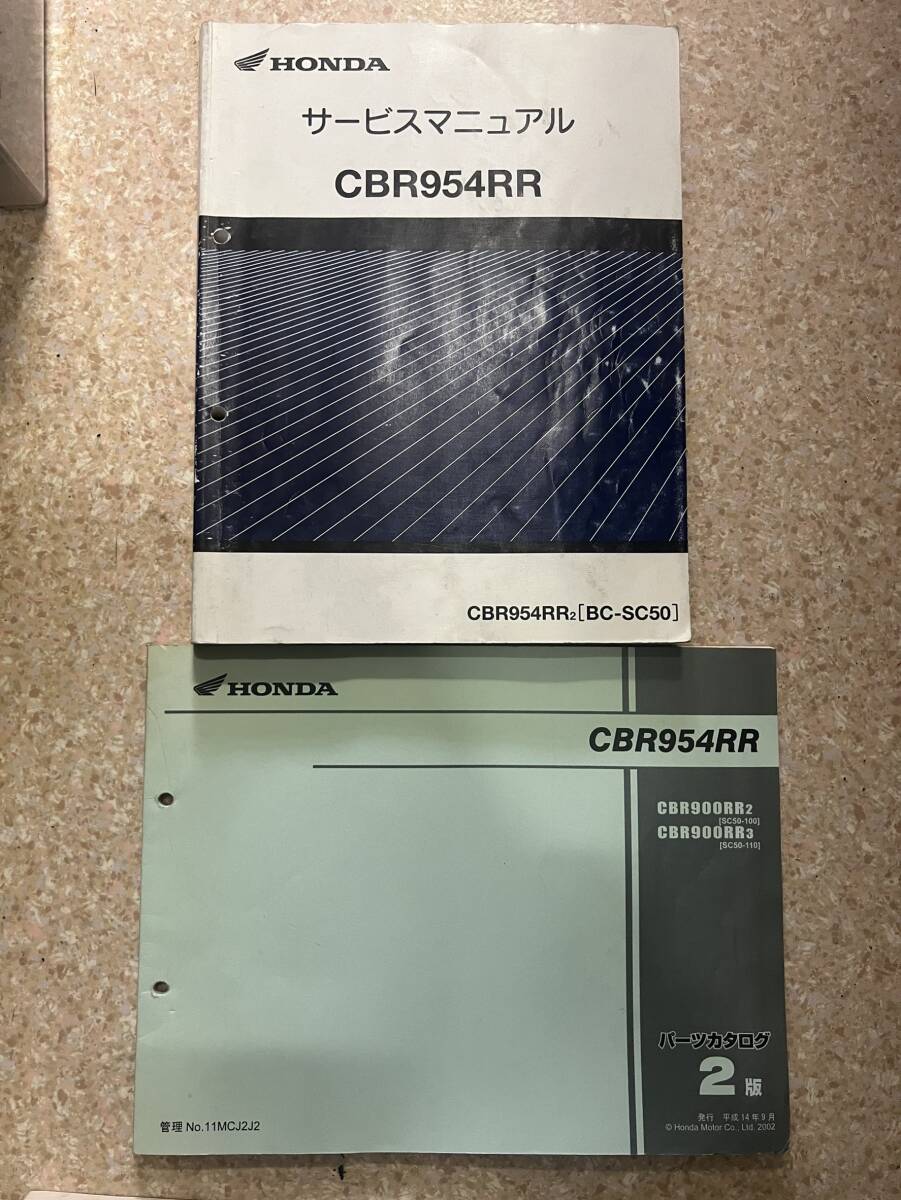 HONDA
サービスマニュアル
CBR954RR
CBR954RR2[BC-SC50]
HONDA
CBR954RR
CBR900RR2
[SC50-100]
CBR900RR3
[SC50-110]
パーツカタログ
2版
発行 平成14年9月
© Honda Motor Co., Ltd. 2002
管理 No.11MCJ2J2